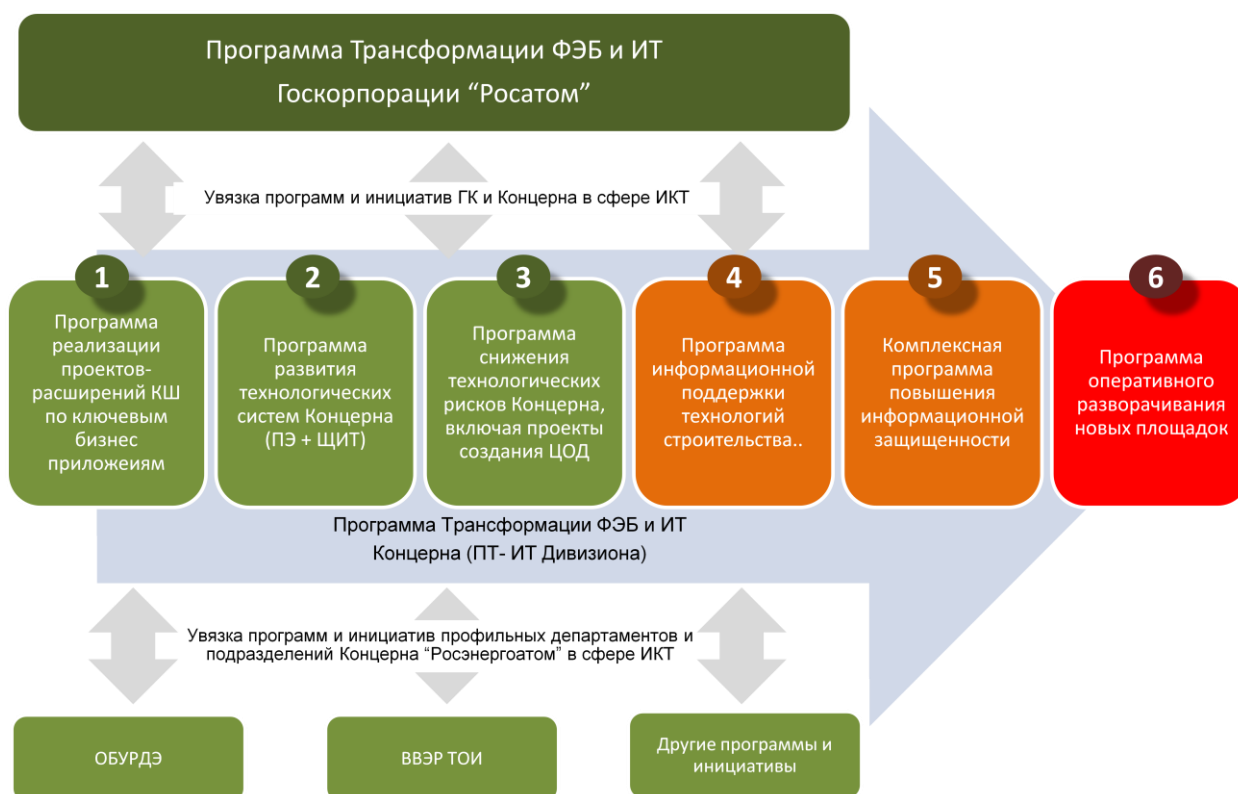 Программа Трансформации ФЭБ и ИТ
Госкорпорации “Росатом”
Увязка программ и инициатив ГК и Концерна в сфере ИКТ
1
Программа
реализации
проектов-
расширений КШ
по ключевым
бизнес
приложеиям
2
Программа
развития
технологических
систем Концерна
(ПЭ + ЩИТ)
3
Программа
снижения
технологических
рисков Концерна,
включая проекты
создания ЦОД
4
Программа
информационной
поддержки
технологий
строительства..
5
Комплексная
программа
повышения
информационной
защищенности
6
Программа
оперативного
разворачивания
новых площадок
Программа Трансформации ФЭБ и ИТ
Концерна (ПТ- ИТ Дивизиона)
Увязка программ и инициатив профильных департаментов и
подразделений Концерна “Росэнергоатом” в сфере ИКТ
ОБУРДЭ
ВВЭР ТОИ
Другие программы и
инициативы